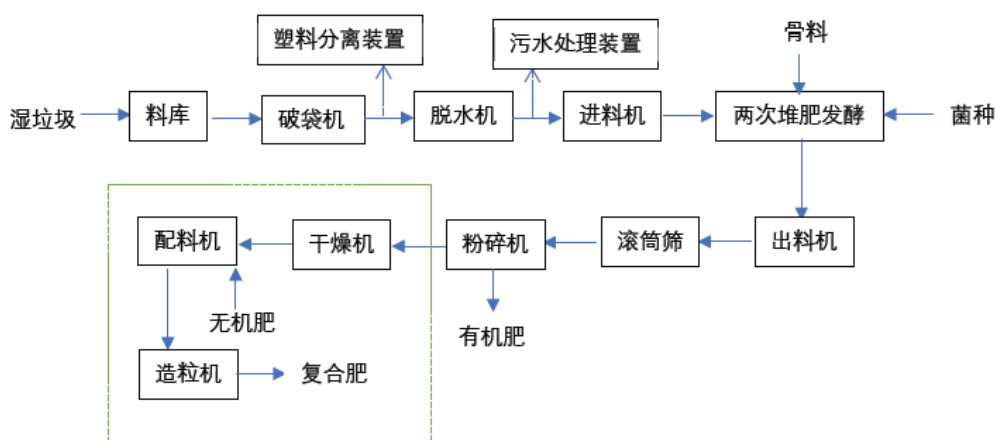 塑料分离装置
污水处理装置
骨料
湿垃圾
料库
破袋机
脱水机
进料机
两次堆肥发酵
菌种
配料机
干燥机
粉碎机
滚筒筛
出料机
无机肥
有机肥
造粒机
复合肥